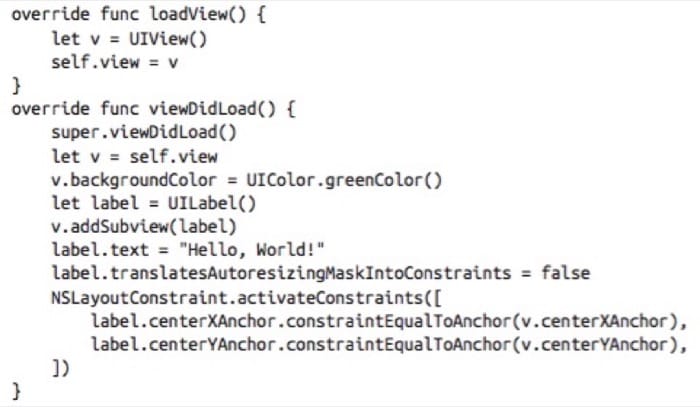 override func loadView() {
    let v = UIView()
    self.view = v
}
override func viewDidLoad() {
    super.viewDidLoad()
    let v = self.view
    v.backgroundColor = UIColor.greenColor()
    let label = UILabel()
    v.addSubview(label)
    label.text = "Hello, World!"
    label.translatesAutoresizingMaskIntoConstraints = false
    NSLayoutConstraint.activateConstraints([
        label.centerXAnchor.constraintEqualToAnchor(v.centerXAnchor),
        label.centerYAnchor.constraintEqualToAnchor(v.centerYAnchor),
    ])
}